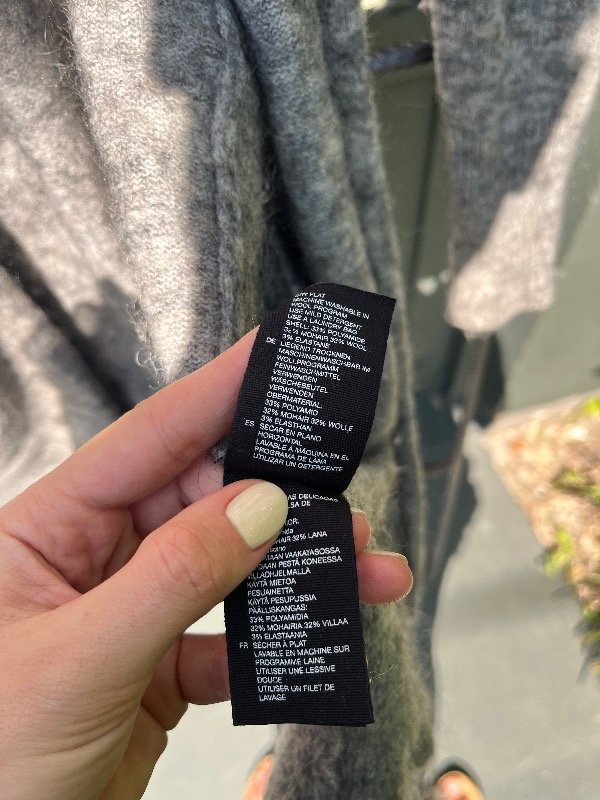 FLAT
MACHINE WASHABLE IN
WOOL PROGRAM
USE MILD DETERGENT
USE A LAUNDRY BAG
SHELL: 33% POLYAMIDE
32% MOHAIR 32% WOOL
3% ELASTANE
DE LIEGEND TROCKNEN
MASCHINENWASCHBAR IM
WOLLPROGRAMM
FEINWASCHMITTEL
VERWENDEN
WÄSCHEBEUTEL
VERWENDEN
OBERMATERIAL:
33% POLYAMID
32% MOHAIR 32% WOLLE
3% ELASTHAN
ES SECAR EN PLANO
HORIZONTAL
LAVABLE A MÁQUINA EN EL
PROGRAMA DE LANA
UTILIZAR UN DETERGENTE
DELICADAS
DE
32% LANA
VAAKATASOSSA
PESTÄ KONEESSA
VILLAOHJELMALLA
KÄYTÄ MIETOA
PESUAINETTA
KÄYTÄ PESUPUSSIA
PÄÄLLISKANGAS:
33% POLYAMIDIA
32% MOHAIRIA 32% VILLAA
3% ELASTAANIA
FR SÉCHER À PLAT
LAVABLE EN MACHINE SUR
PROGRAMME LAINE
UTILISER UNE LESSIVE
DOUCE
UTILISER UN FILET DE
LAVAGE